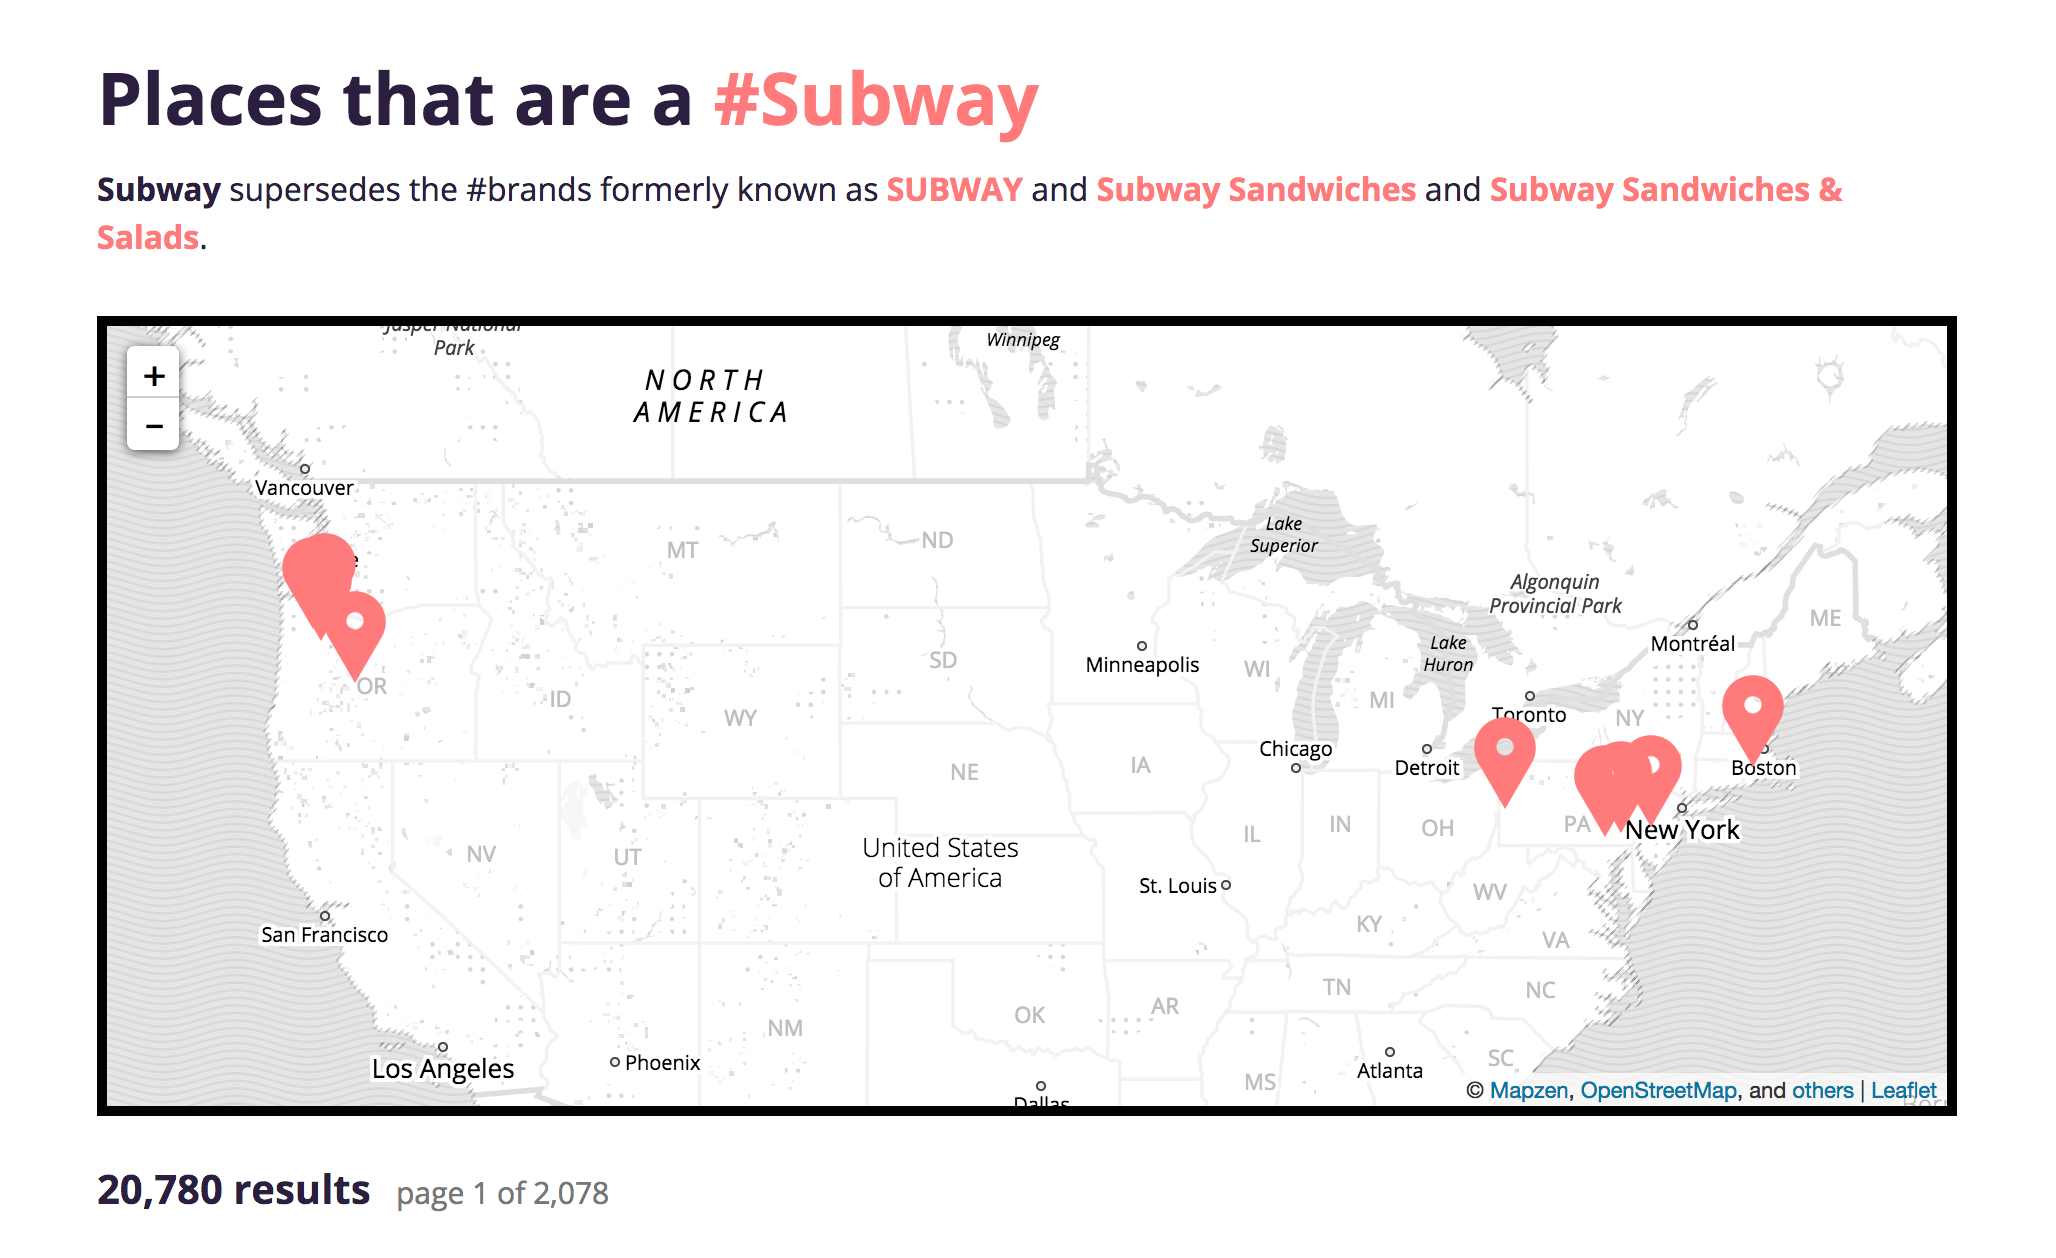 Places that are a #Subway
Subway supersedes the #brands formerly known as SUBWAY and Subway Sandwiches and Subway Sandwiches &
Salads.
Jasper National
Park
Winnipeg
NORTH
AMERICA
+
−
Vancouver
Lake
Superior
MT
ND
Algonquin
Provincial Park
ME
Montréal
Lake
Huron
Minneapolis
SD
WI
OR
ID
MI
WY
Toronto
NY
Chicago
Detroit
Boston
NE
IA
PA
New York
IL
IN
OH
NV
UT
United States
of America
St. Louis
WV
KY
VA
San Francisco
TN
NC
AR
OK
NM
Los Angeles
Phoenix
SC
Atlanta
MS
Dallas
© Mapzen, OpenStreetMap, and others | Leaflet
20,780 results page 1 of 2,078